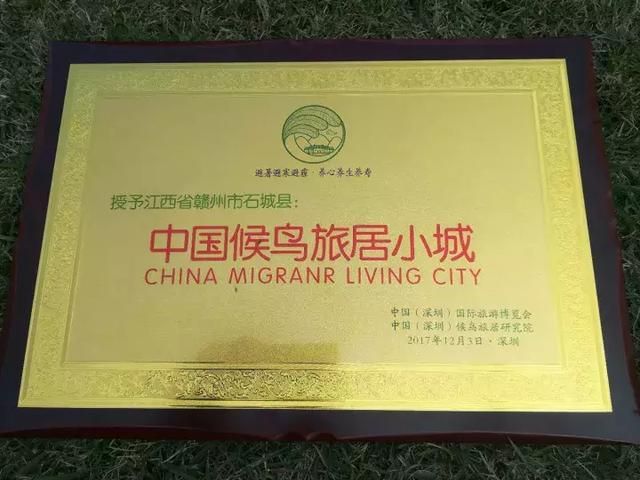 避暑避寒避霾·养心养生养寿
授予江西省赣州市石城县：
中国候鸟旅居小城
CHINA MIGRANR LIVING CITY
中国（深圳）国际旅游博览会
中国（深圳）候鸟旅居研究院
2017年12月3日·深圳